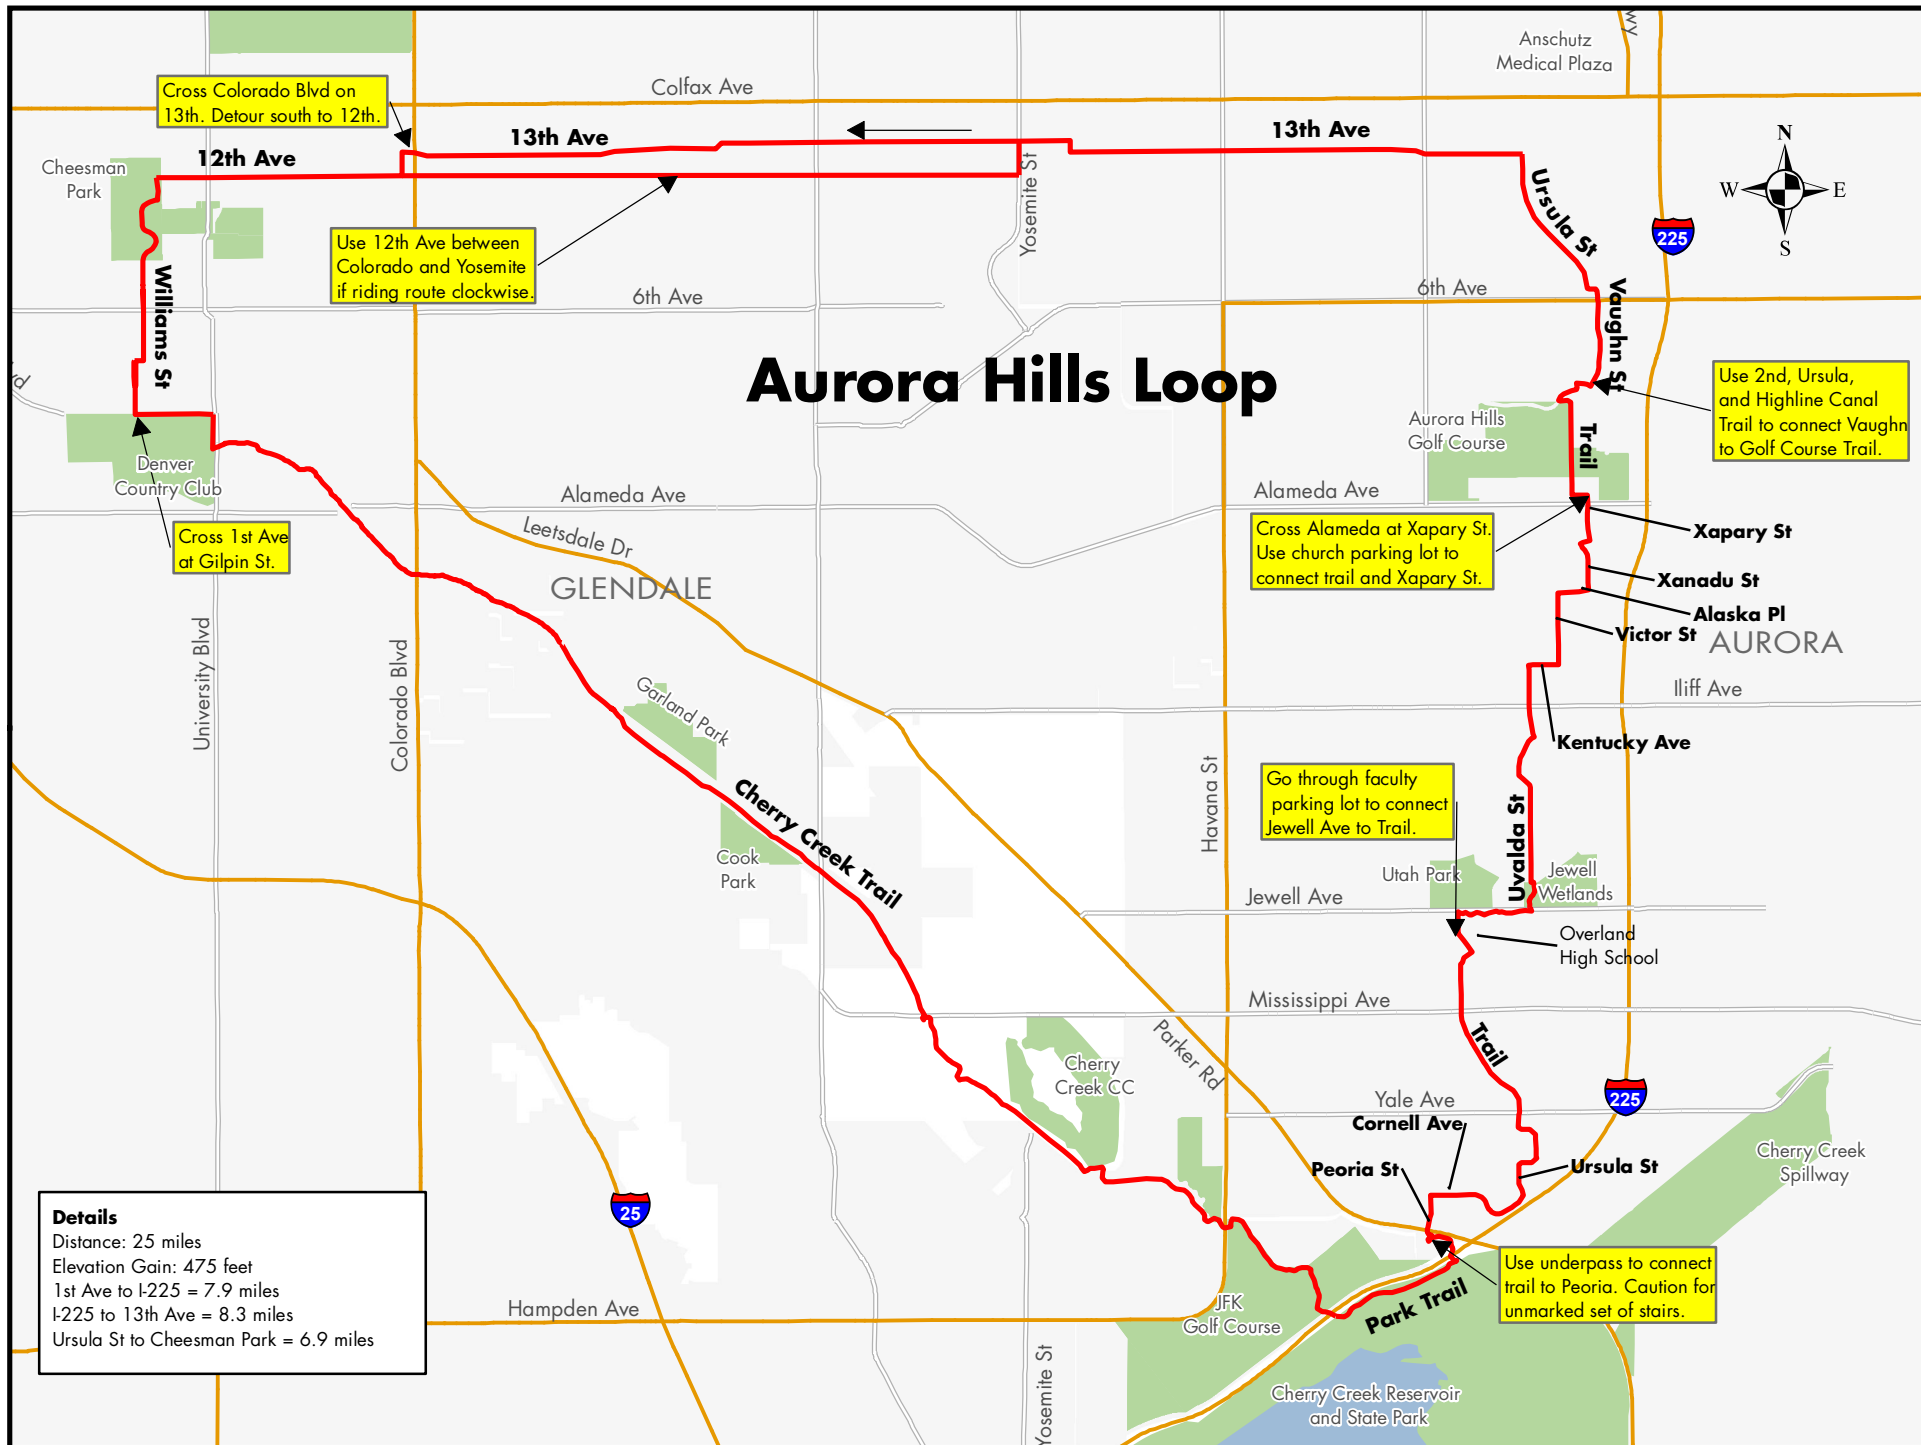 Anschutz
Medical Plaza
wy
Colfax Ave
Cross Colorado Blvd on
13th. Detour south to 12th.
13th Ave
13th Ave
12th Ave
Cheesman
Park
N
W
E
S
Ursula St
Yosemite St
225
Use 12th Ave between
Colorado and Yosemite
if riding route clockwise.
6th Ave
6th Ave
Williams St
Vaughn St
Aurora Hills Loop
vd
Use 2nd, Ursula,
and Highline Canal
Trail to connect Vaughn
to Golf Course Trail.
Aurora Hills
Golf Course
Trail
Denver
Country Club
Alameda Ave
Alameda Ave
Leetsdale Dr
Cross 1st Ave
at Gilpin St.
Cross Alameda at Xapary St.
Use church parking lot to
connect trail and Xapary St.
Xapary St
Xanadu St
GLENDALE
Alaska Pl
Victor St
AURORA
University Blvd
Colorado Blvd
Garland Park
Iliff Ave
Kentucky Ave
Havana St
Go through faculty
parking lot to connect
Jewell Ave to Trail.
Cherry Creek Trail
Uvalda St
Cook
Park
Utah Park
Jewell
Wetlands
Jewell Ave
Overland
High School
Mississippi Ave
Parker Rd
Trail
Cherry
Creek CC
Yale Ave
225
Cornell Ave
Peoria St
Ursula St
Cherry Creek
Spillway
25
Details
Distance: 25 miles
Elevation Gain: 475 feet
1st Ave to I-225 = 7.9 miles
I-225 to 13th Ave = 8.3 miles
Ursula St to Cheesman Park = 6.9 miles
Hampden Ave
JFK
Golf Course
Park Trail
Use underpass to connect
trail to Peoria. Caution for
unmarked set of stairs.
Yosemite St
Cherry Creek Reservoir
and State Park